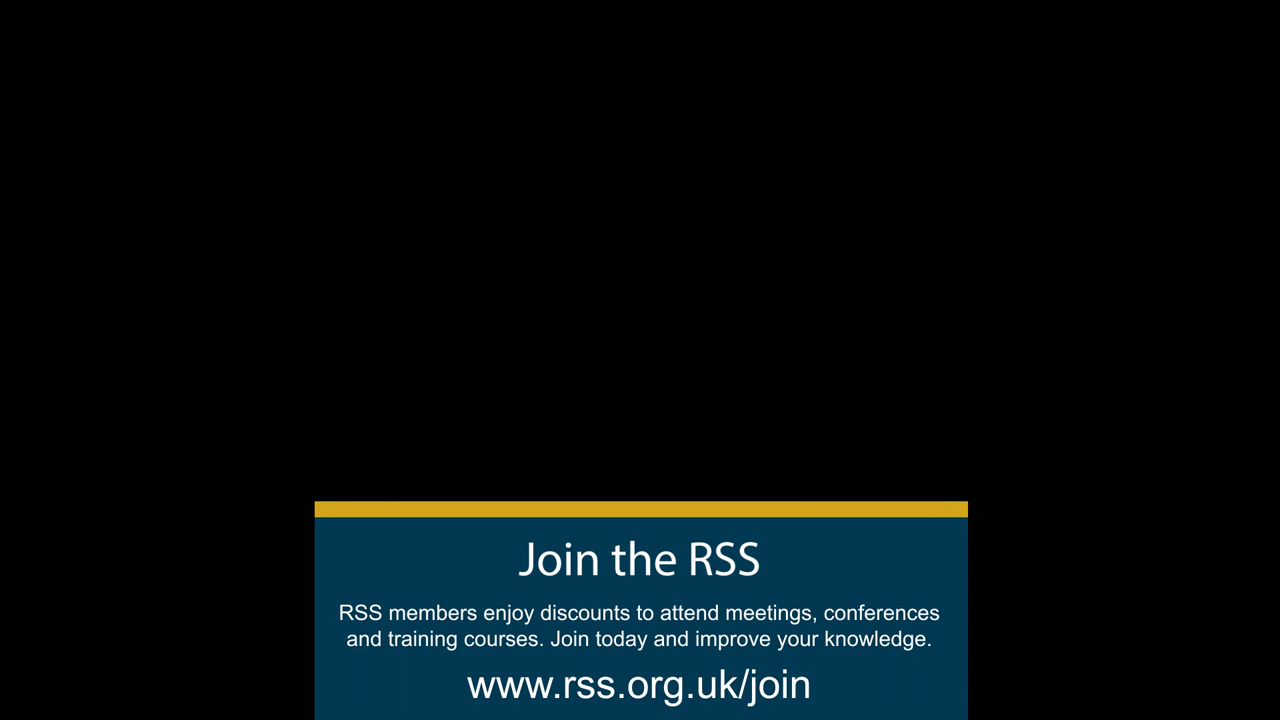 Join the RSS
RSS members enjoy discounts to attend meetings, conferences
and training courses. Join today and improve your knowledge.
www.rss.org.uk/join